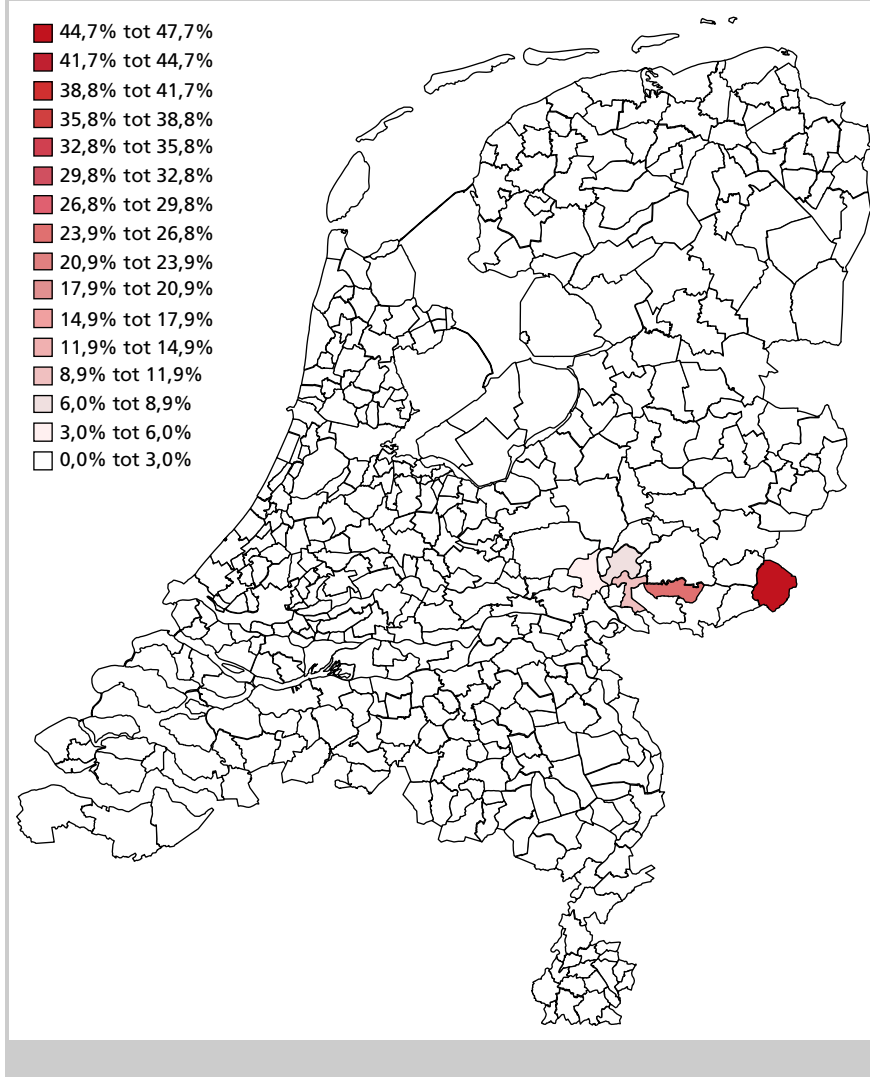 44,7% tot 47,7%
41,7% tot 44,7%
38,8% tot 41,7%
35,8% tot 38,8%
32,8% tot 35,8%
29,8% tot 32,8%
26,8% tot 29,8%
23,9% tot 26,8%
20,9% tot 23,9%
17,9% tot 20,9%
14,9% tot 17,9%
11,9% tot 14,9%
8,9% tot 11,9%
6,0% tot 8,9%
3,0% tot 6,0%
0,0% tot 3,0%